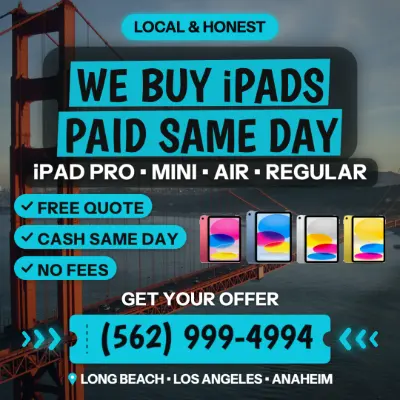 LOCAL & HONEST
WE BUY iPADS
PAID SAME DAY
iPAD PRO ▪ MINI ▪ AIR ▪ REGULAR
FREE QUOTE
CASH SAME DAY
NO FEES
GET YOUR OFFER
(562) 999-4994
LONG BEACH ▪ LOS ANGELES ▪ ANAHEIM